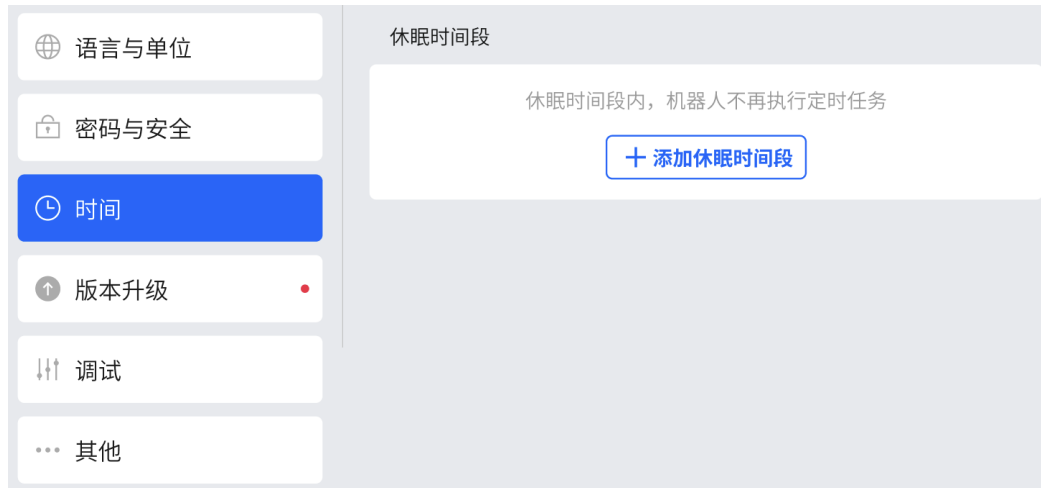 语言与单位
密码与安全
时间
版本升级
调试
其他
休眠时间段
休眠时间段内，机器人不再执行定时任务
添加休眠时间段